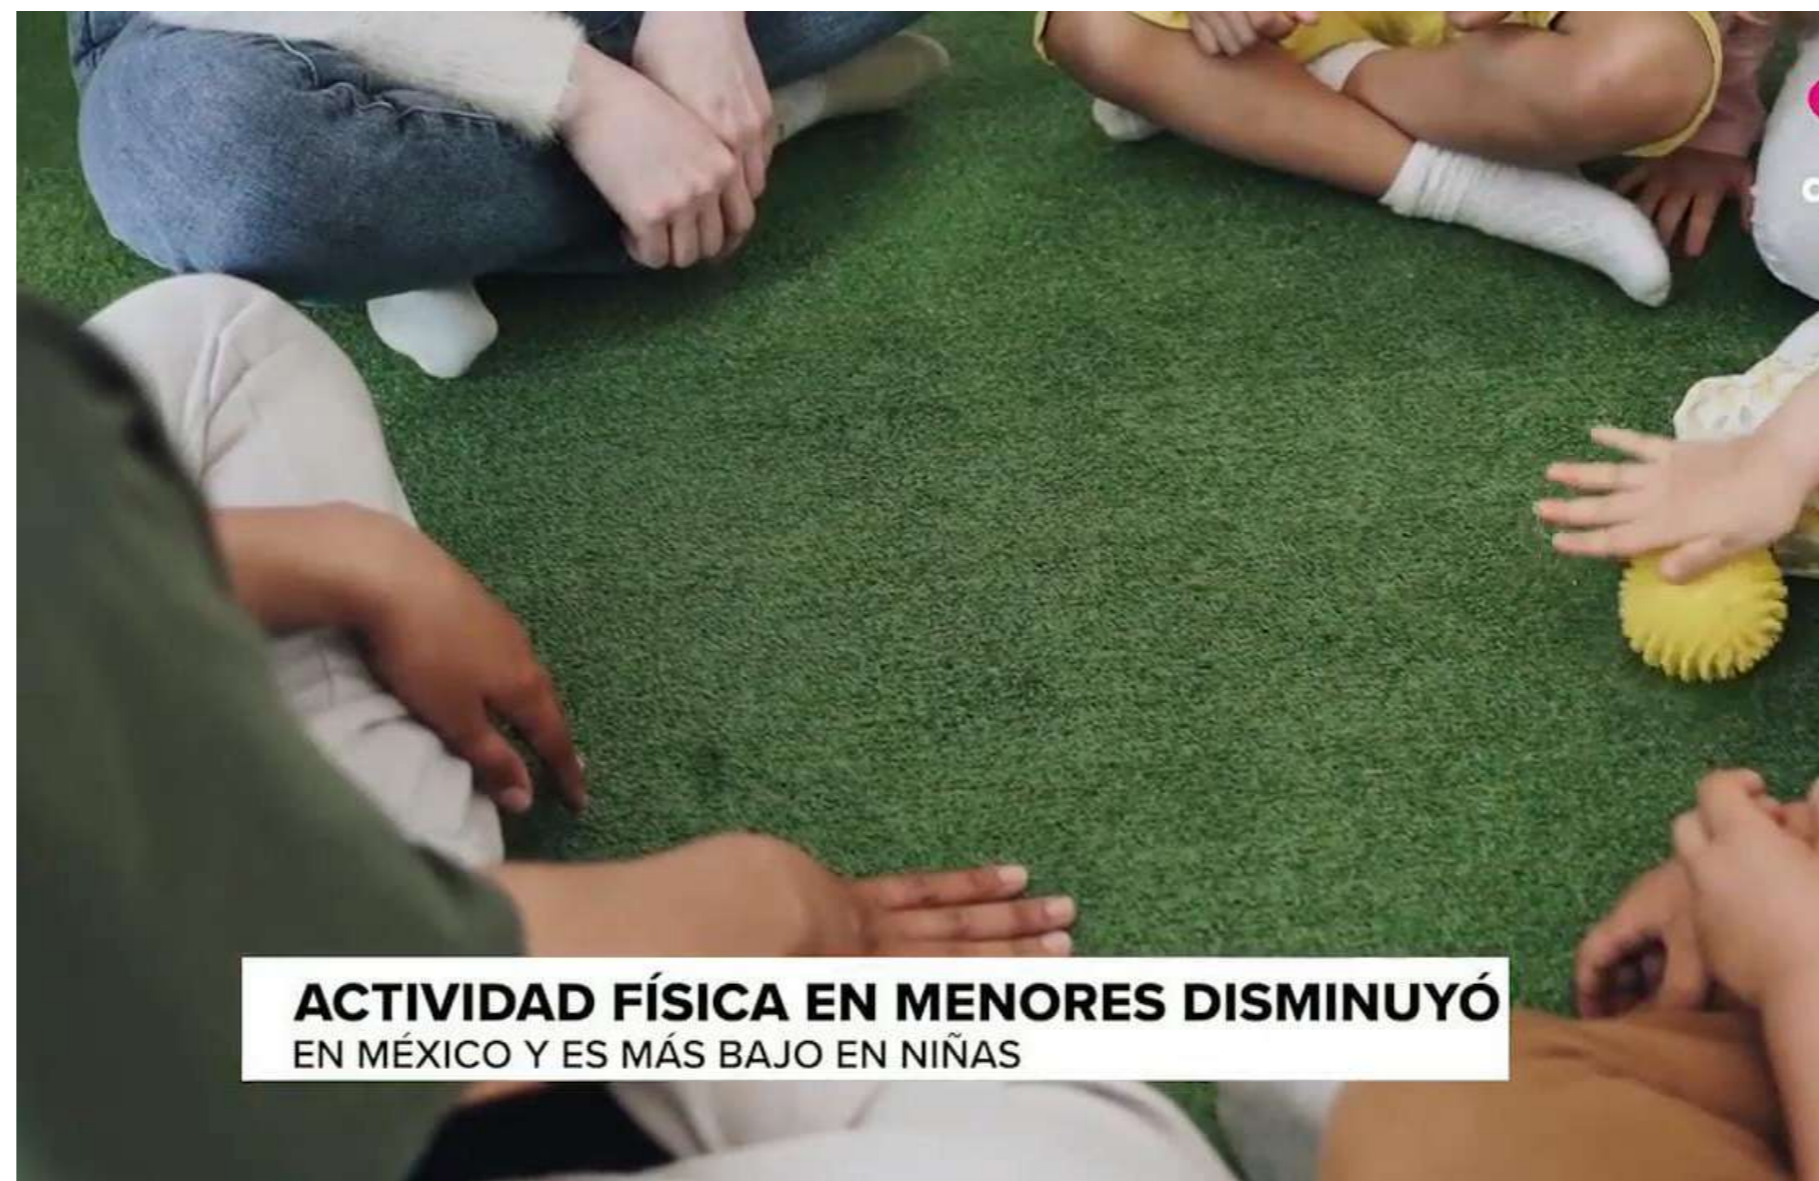 ACTIVIDAD FÍSICA EN MENORES DISMINUYÓ
EN MÉXICO Y ES MÁS BAJO EN NIÑAS